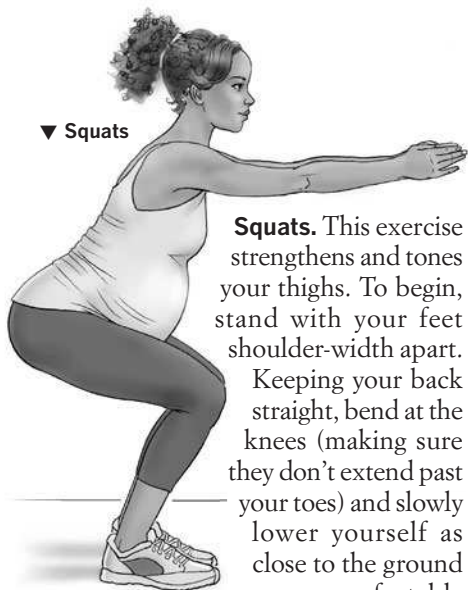 ▼ Squats
Squats. This exercise
strengthens and tones
your thighs. To begin,
stand with your feet
shoulder-width apart.
Keeping your back
straight, bend at the
knees (making sure
they don't extend past
your toes) and slowly
lower yourself as
close to the ground